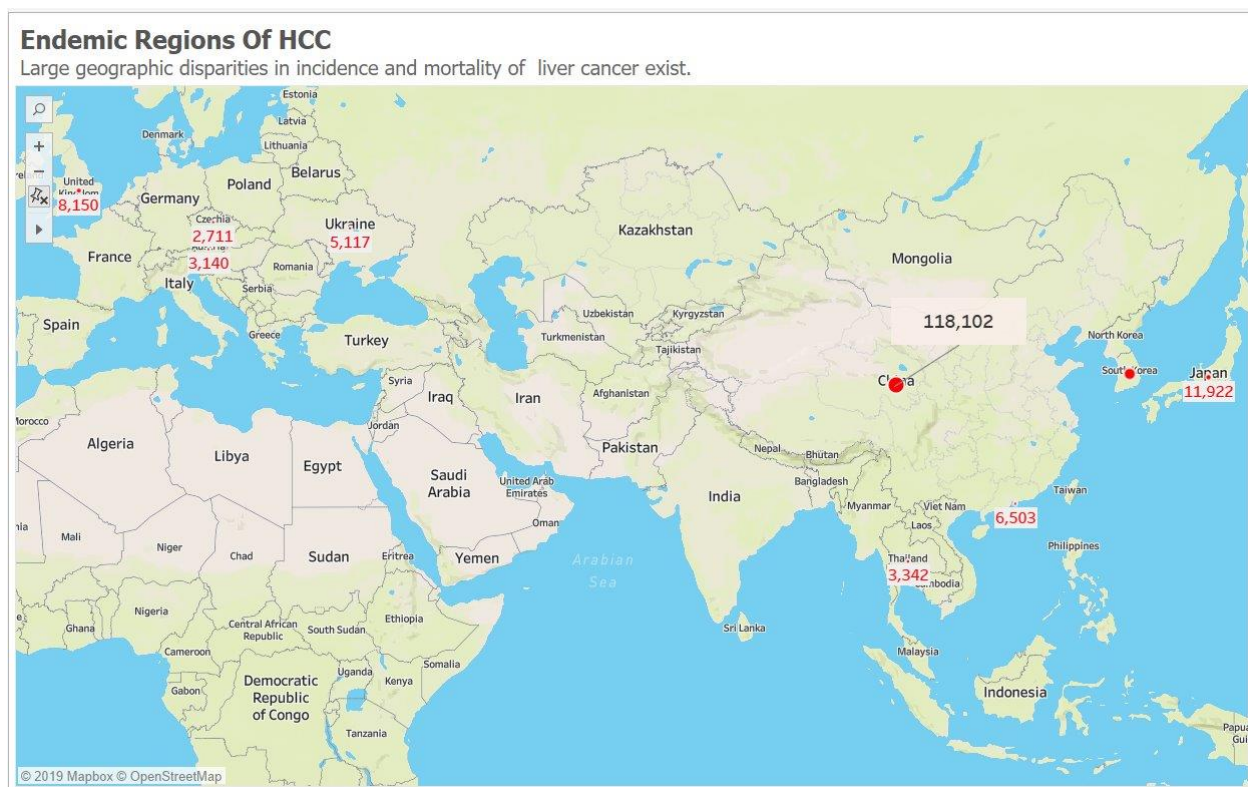 Endemic Regions Of HCC
Large geographic disparities in incidence and mortality of liver cancer exist.
Estonia
Latvia
Denmark
Lithuania
Belarus
United
Kingdom
8,150
Germany
Poland
Czechia
2,711
Ukraine
5,117
Kazakhstan
France
3,140
Romania
Mongolia
Italy
Serbia
Uzbekistan
Kyrgyzstan
118,102
Spain
Greece
Turkey
Turkmenistan
Tajikistan
North Korea
South Korea
China
Japan
11,922
Syria
Iraq
Iran
Afghanistan
Morocco
Jordan
Algeria
Libya
Egypt
Pakistan
Nepal
Bhutan
Saudi
Arabia
United Arab
Emirates
Bangladesh
India
Taiwan
Oman
Myanmar
Viet Nam
6,503
Laos
Mali
Niger
Chad
Sudan
Eritrea
Yemen
Arabian
Sea
Thailand
3,342
Cambodia
Philippines
Nigeria
Ghana
Central African
Republic
South Sudan
Ethiopia
Sri Lanka
Cameroon
Somalia
Malaysia
Gabon
Uganda
Kenya
Democratic
Republic
of Congo
Indonesia
Tanzania
Papua
Gui
© 2019 Mapbox © OpenStreetMap